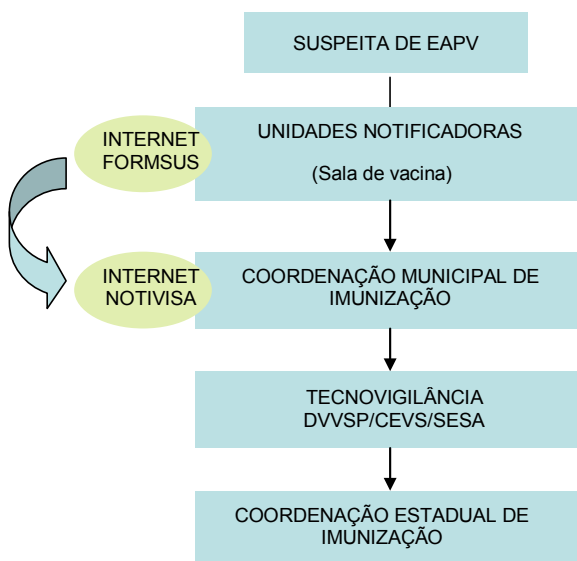 SUSPEITA DE EAPV
INTERNET
FORMSUS
UNIDADES NOTIFICADORAS
(Sala de vacina)
INTERNET
NOTIVISA
COORDENAÇÃO MUNICIPAL DE
IMUNIZAÇÃO
TECNOVIGILÂNCIA
DVVSP/CEVS/SESA
COORDENAÇÃO ESTADUAL DE
IMUNIZAÇÃO